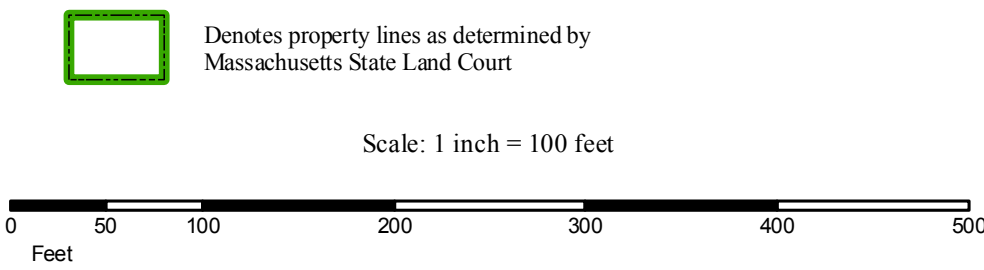 Denotes property lines as determined by
Massachusetts State Land Court
Scale: 1 inch = 100 feet
0 50 100 200 300 400 500
Feet